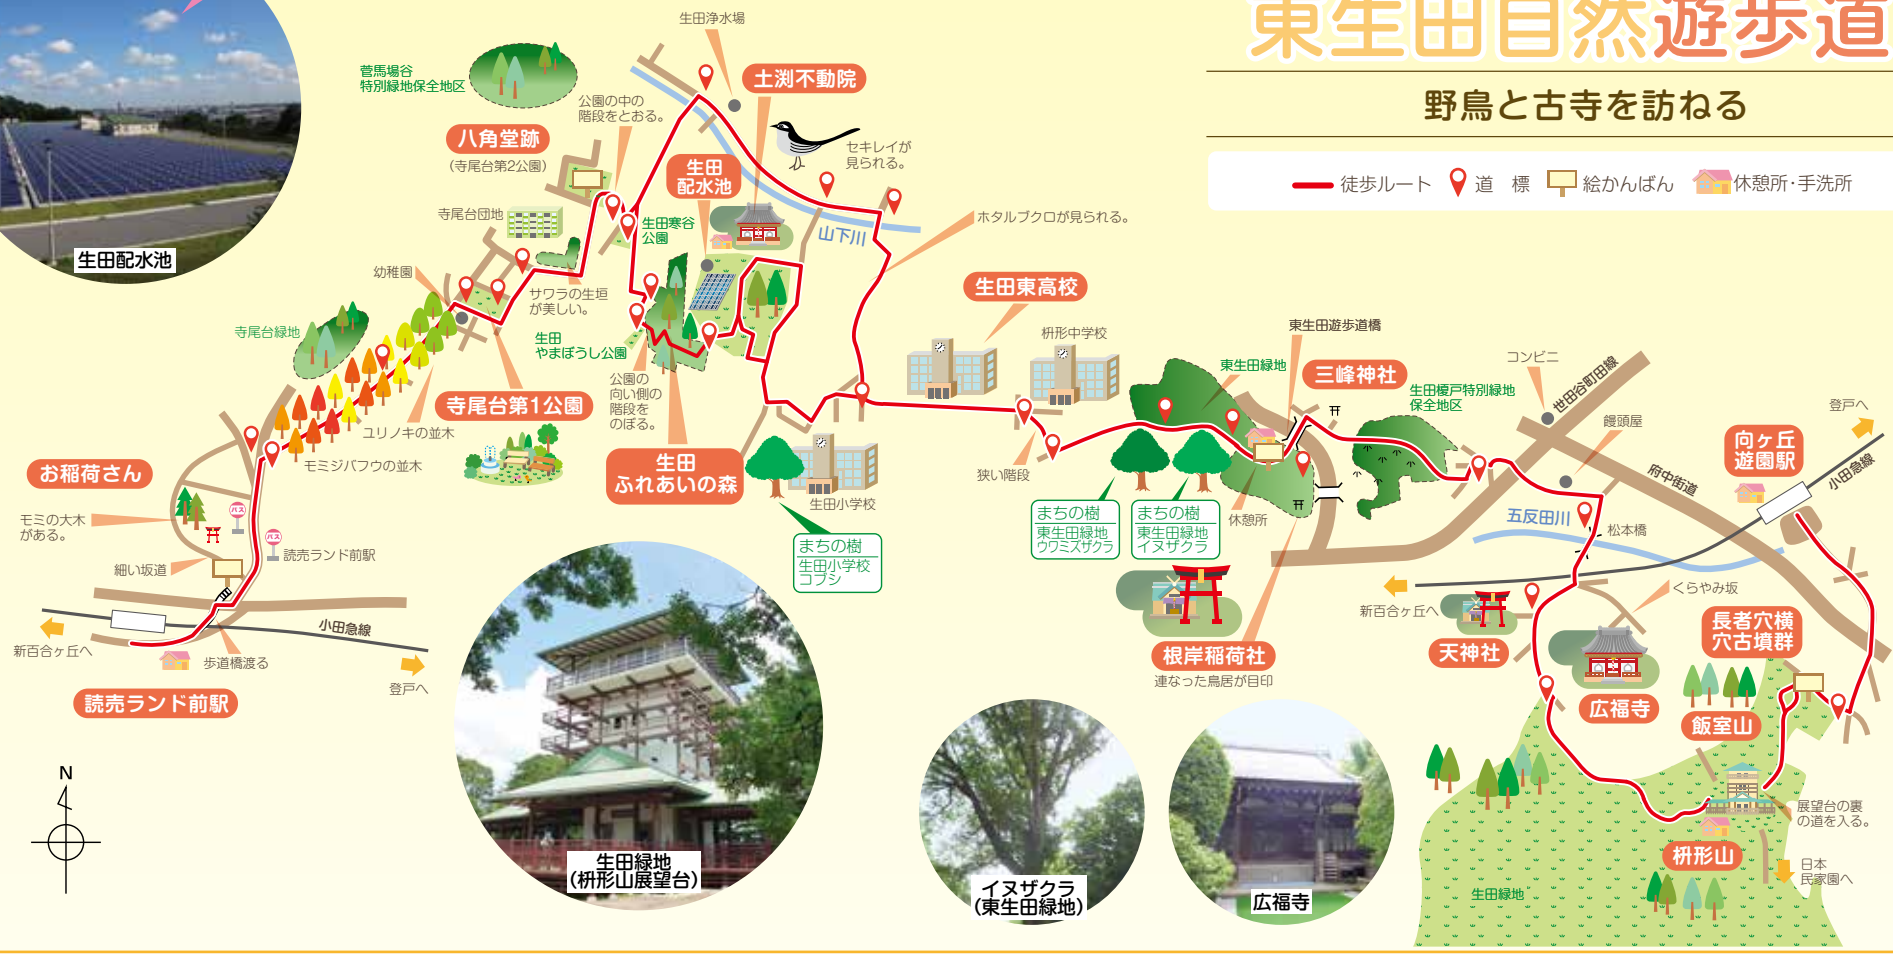 東生田自然遊歩道
野鳥と古寺を訪ねる
徒歩ルート
道 標
絵かんばん
休憩所・手洗所
生田配水池
生田浄水場
菅馬場谷
特別緑地保全地区
土渕不動院
公園の中の
階段をとおる。
八角堂跡
(寺尾台第2公園)
セキレイが
見られる。
生田
配水池
寺尾台団地
生田寒谷
公園
山下川
ホタルブクロが見られる。
幼稚園
サワラの生垣
が美しい。
生田東高校
枡形中学校
寺尾台緑地
生田
やまぼうし公園
公園の
向い側の
階段を
のぼる。
寺尾台第1公園
ユリノキの並木
モミジバフウの並木
お稲荷さん
モミの大木
がある。
バス
バス
読売ランド前駅
細い坂道
小田急線
新百合ヶ丘へ
歩道橋渡る
登戸へ
読売ランド前駅
生田
ふれあいの森
生田小学校
まちの樹
生田小学校
コブシ
狭い階段
東生田遊歩道橋
東生田緑地
三峰神社
生田榎戸特別緑地
保全地区
コンビニ
世田谷町田線
饅頭屋
登戸へ
向ヶ丘
遊園駅
府中街道
小田急線
まちの樹
東生田緑地
ウワミズザクラ
まちの樹
東生田緑地
イヌザクラ
休憩所
五反田川
松本橋
新百合ヶ丘へ
くらやみ坂
根岸稲荷社
連なった鳥居が目印
天神社
広福寺
長者穴横
穴古墳群
飯室山
展望台の裏
の道を入る。
枡形山
日本
民家園へ
生田緑地
N
生田緑地
(枡形山展望台)
イヌザクラ
(東生田緑地)
広福寺